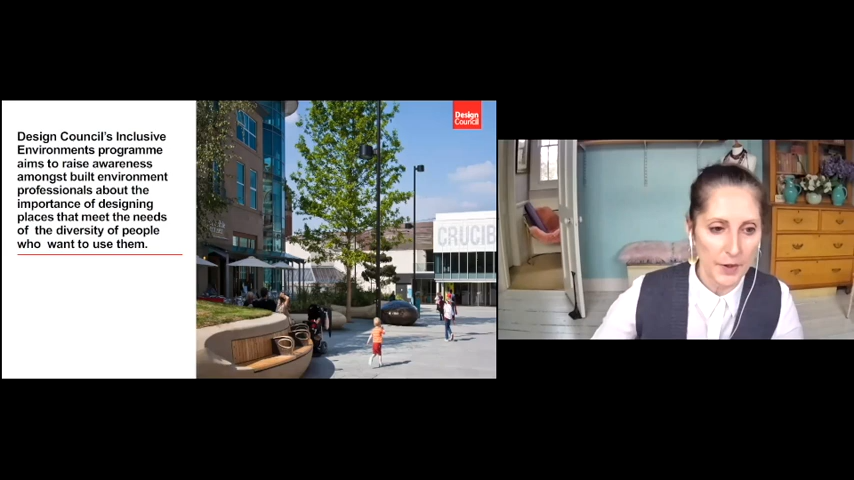 Design Council's Inclusive
Environments programme
aims to raise awareness
amongst built environment
professionals about the
importance of designing
places that meet the needs
of the diversity of people
who want to use them.
Design
Council
CRUCIB